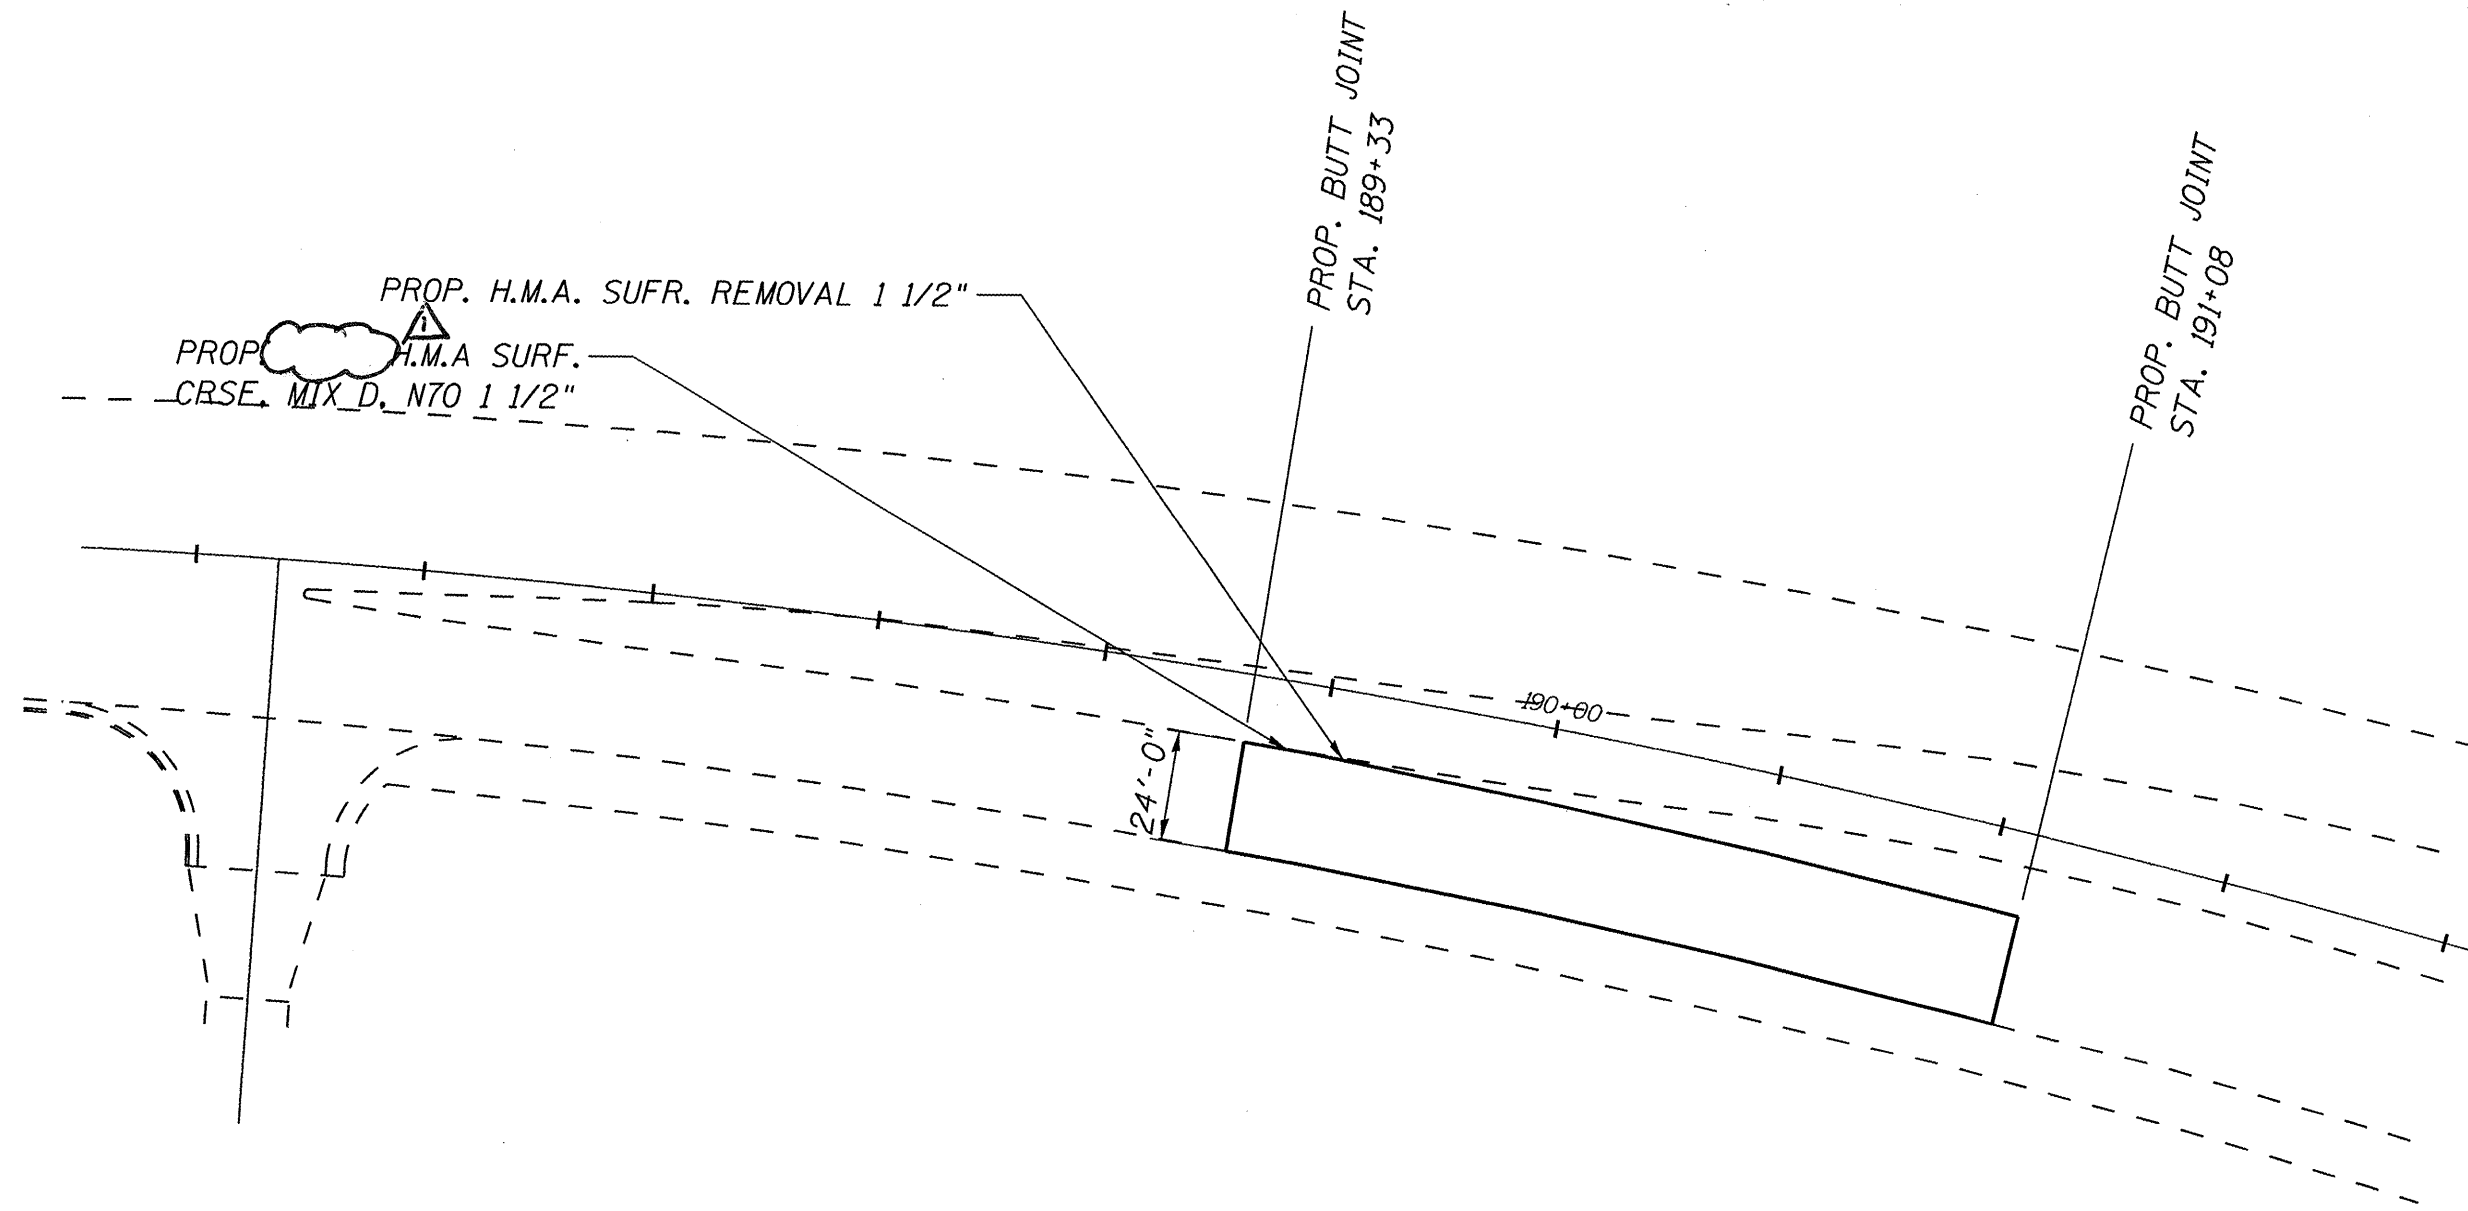 PROP. BUTT JOINT
STA. 189+33
PROP. BUTT JOINT
STA. 191+08
PROP. H.M.A. SUFR. REMOVAL 1 1/2"
1
PROP. H.M.A SURF.
CRSE. MIX D. N70 1 1/2"
190+00
24'-0"